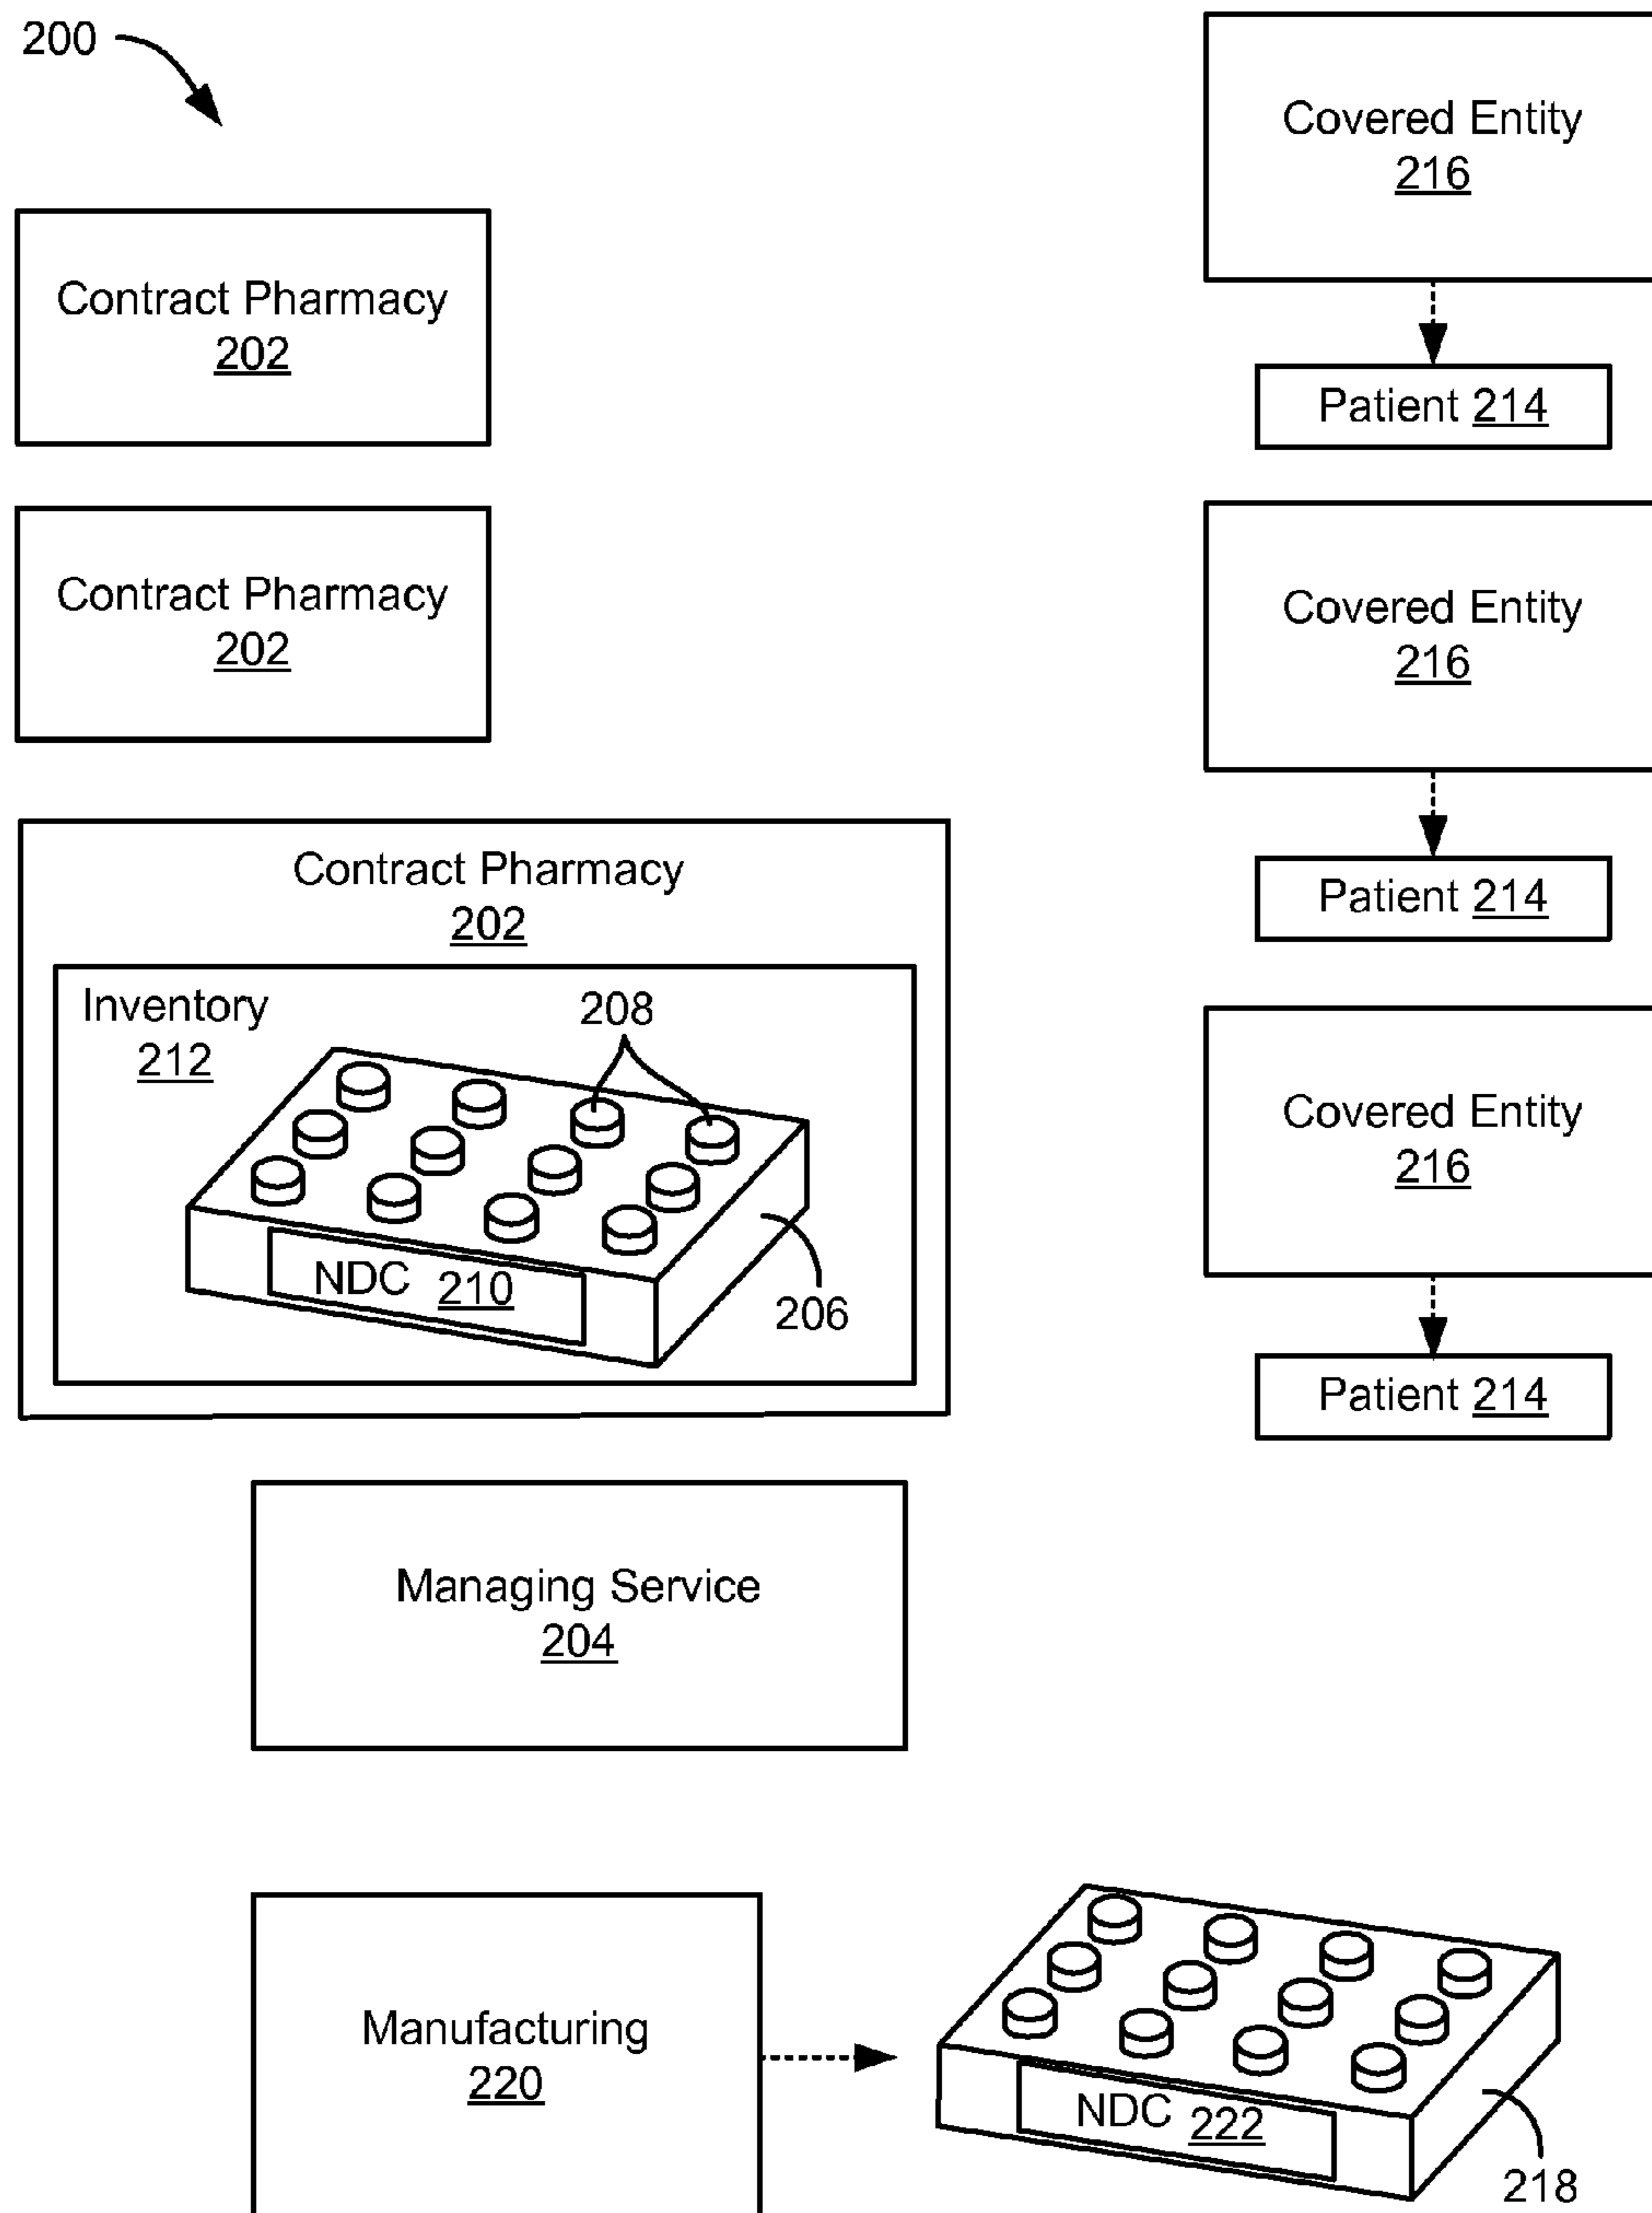 200
Contract Pharmacy
202
Contract Pharmacy
202
Contract Pharmacy
202
Inventory
212
208
NDC 210
206
Covered Entity
216
Patient 214
Covered Entity
216
Patient 214
Covered Entity
216
Patient 214
Managing Service
204
Manufacturing
220
NDC 222
218